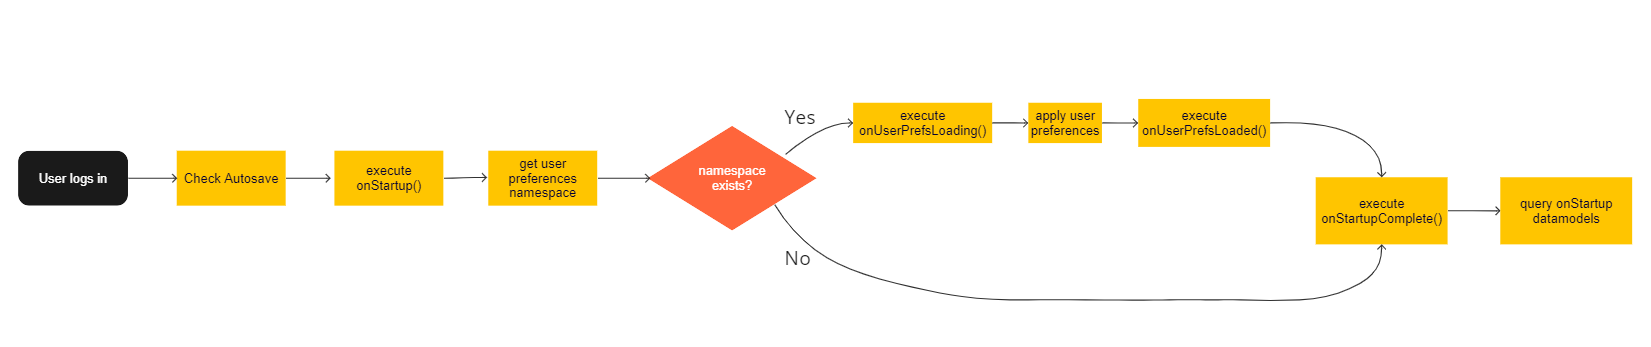 User logs in
Check Autosave
execute
onStartup()
get user
preferences
namespace
namespace
exists?
Yes
execute
onUserPrefsLoading()
apply user
preferences
execute
onUserPrefsLoaded()
No
execute
onStartupComplete()
query onStartup
datamodels